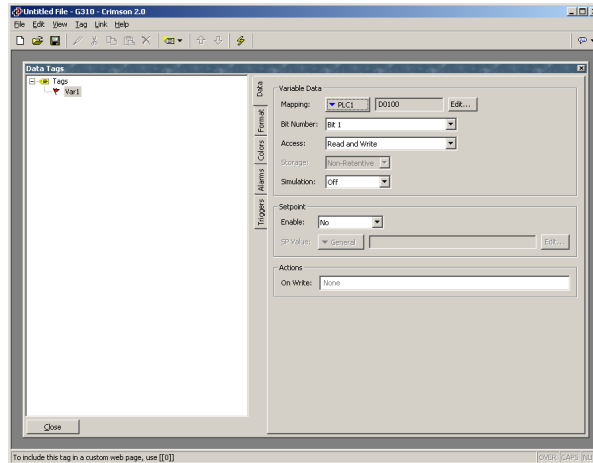 Untitled File - G310 - Crimson 2.0
File Edit View Tag Link Help
Data Tags
Tags
Var1
Data
Format
Colors
Alarms
Triggers
Variable Data
Mapping: PLC1 D0100 Edit...
Bit Number: Bit 1
Access: Read and Write
Storage: Non-Retentive
Simulation: Off
Setpoint
Enable: No
SP Value: General Edit...
Actions
On Write: None
Close
To include this tag in a custom web page, use [[0]]
OVER CAPS NU